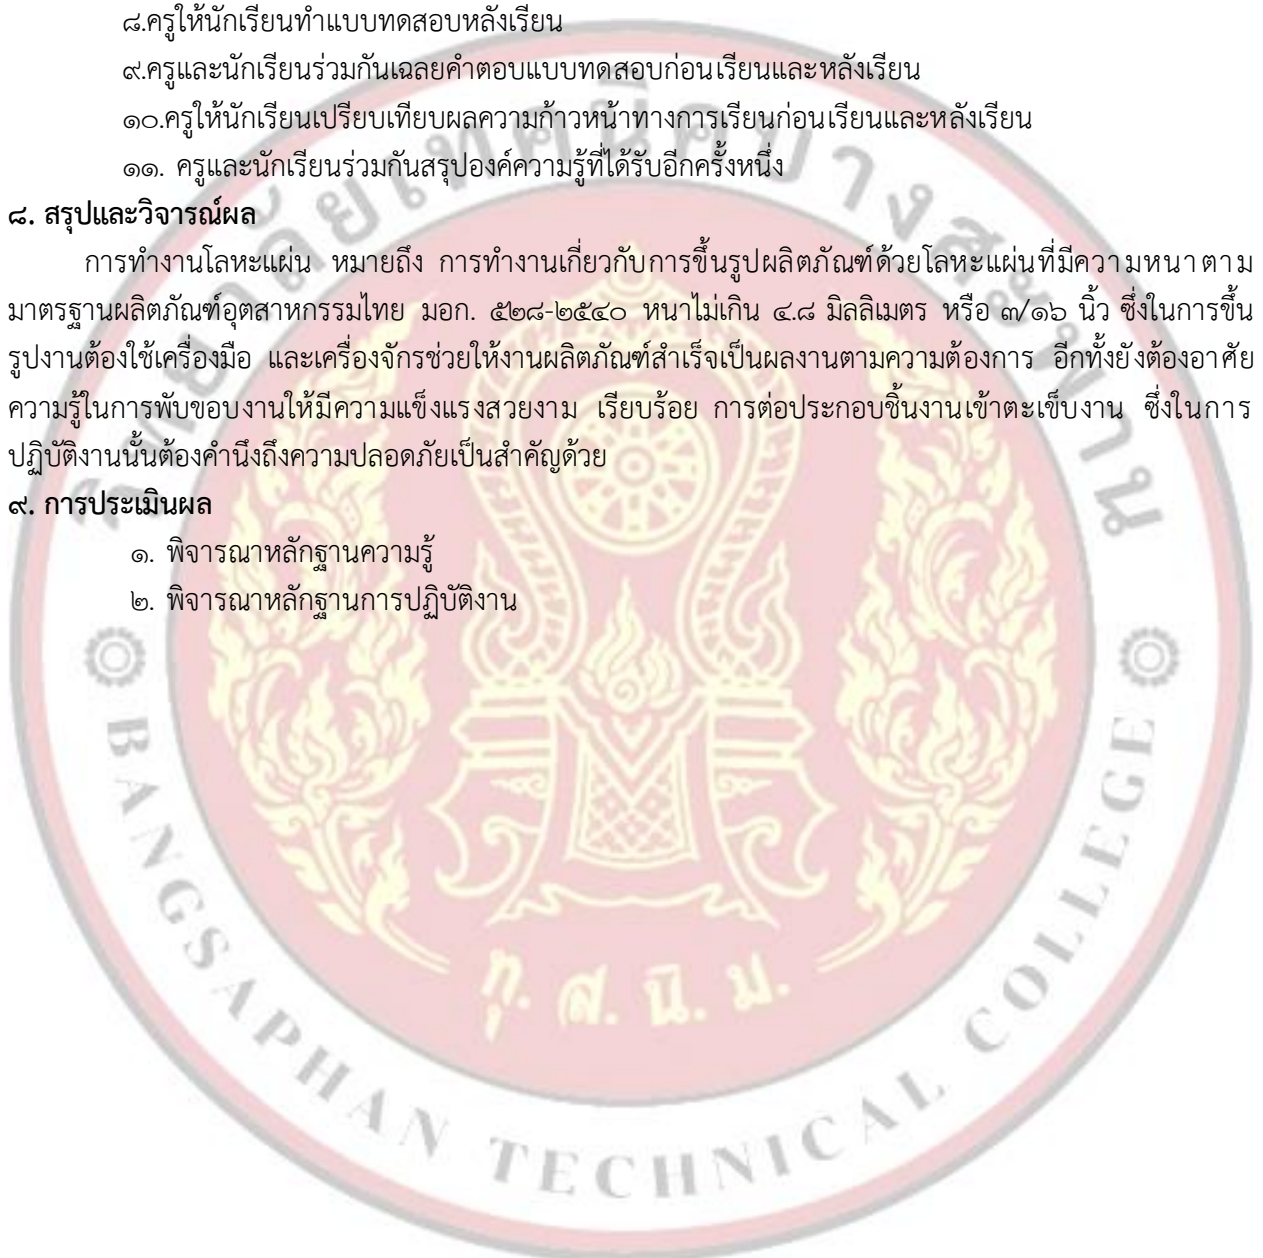 ๘.ครูให้นักเรียนทำแบบทดสอบหลังเรียน
๙.ครูและนักเรียนร่วมกันเฉลยคำตอบแบบทดสอบก่อนเรียนและหลังเรียน
๑๐.ครูให้นักเรียนเปรียบเทียบผลความก้าวหน้าทางการเรียนก่อนเรียนและหลังเรียน
๑๑. ครูและนักเรียนร่วมกันสรุปองค์ความรู้ที่ได้รับอีกครั้งหนึ่ง
๘. สรุปและวิจารณ์ผล
การทำงานโลหะแผ่น หมายถึง การทำงานเกี่ยวกับการขึ้นรูปผลิตภัณฑ์ด้วยโลหะแผ่นที่มีความหนาตาม
มาตรฐานผลิตภัณฑ์อุตสาหกรรมไทย มอก. ๕๒๘-๒๕๔๐ หนาไม่เกิน ๔.๘ มิลลิเมตร หรือ ๓/๑๖ นิ้ว ซึ่งในการขึ้น
รูปงานต้องใช้เครื่องมือ และเครื่องจักรช่วยให้งานผลิตภัณฑ์สำเร็จเป็นผลงานตามความต้องการ อีกทั้งยังต้องอาศัย
ความรู้ในการพับขอบงานให้มีความแข็งแรงสวยงาม เรียบร้อย การต่อประกอบชิ้นงานเข้าตะเข็บงาน ซึ่งในการ
ปฏิบัติงานนั้นต้องคำนึงถึงความปลอดภัยเป็นสำคัญด้วย
๙. การประเมินผล
๑. พิจารณาหลักฐานความรู้
๒. พิจารณาหลักฐานการปฏิบัติงาน
วิทยาลัยเทคนิคบางสะพาน
ทุ. ส. นิ. ม.
BANGSAPHAN TECHNICAL COLLEGE